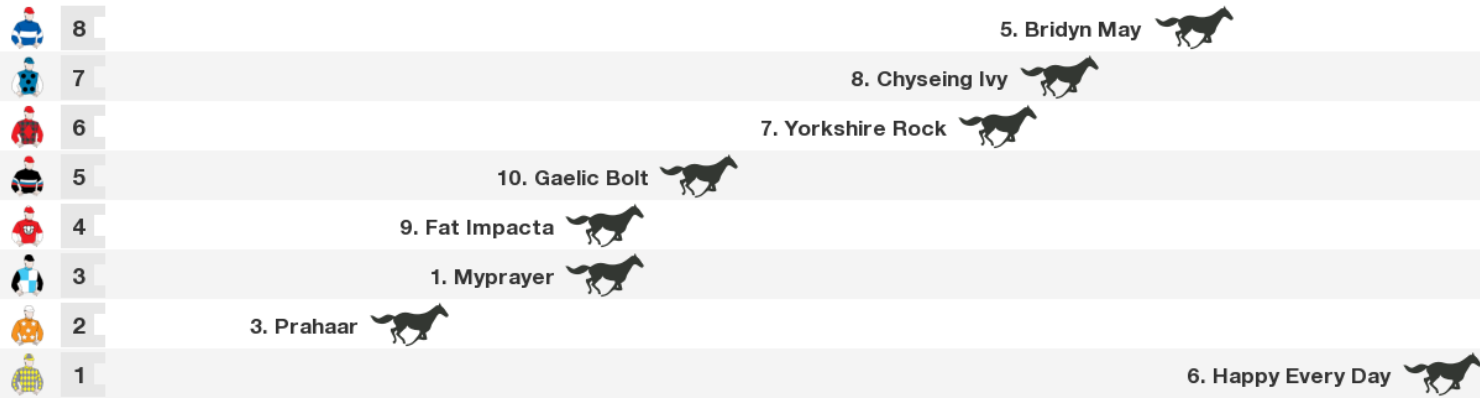 8 5. Bridyn May
7 8. Chyseing Ivy
6 7. Yorkshire Rock
5 10. Gaelic Bolt
4 9. Fat Impacta
3 1. Myprayer
2 3. Prahaar
1 6. Happy Every Day